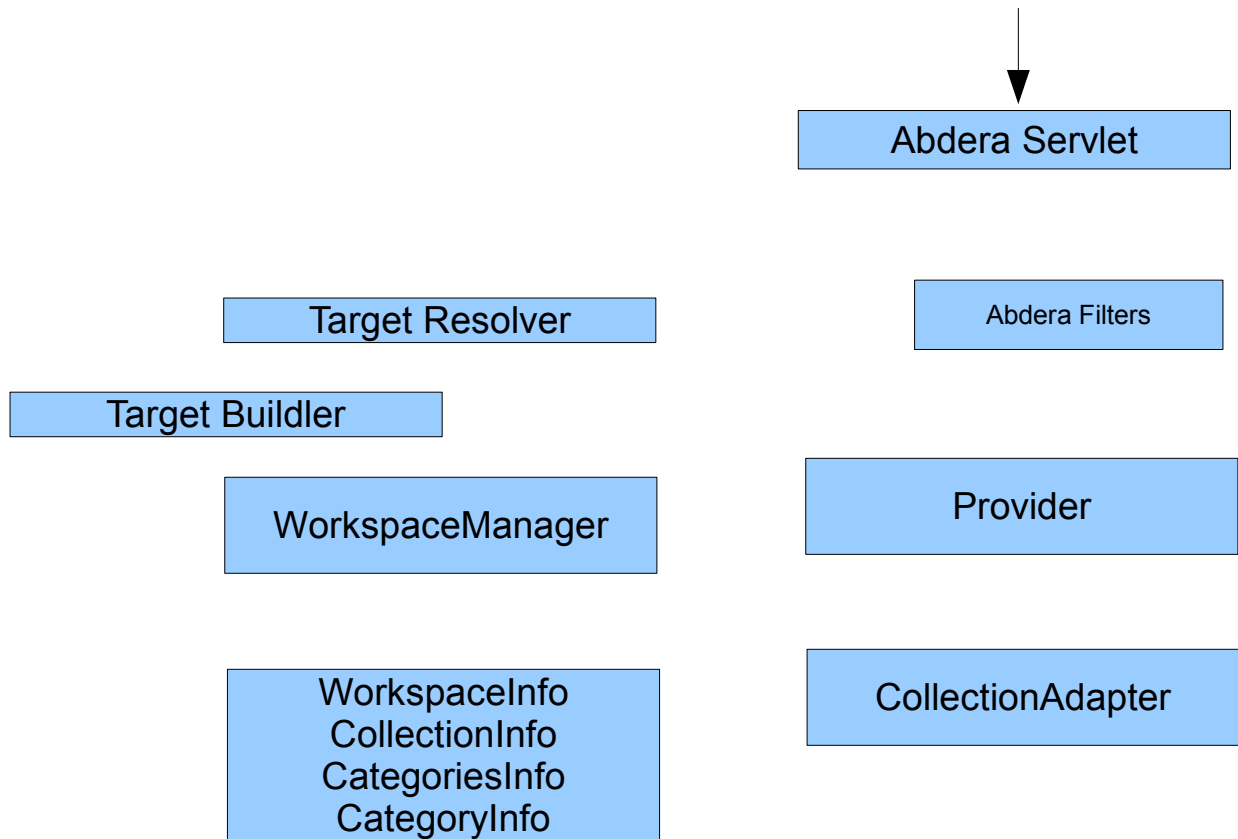 Abdera Servlet
Target Resolver
Abdera Filters
Target Buildler
WorkspaceManager
Provider
WorkspaceInfo
CollectionInfo
CategoriesInfo
CategoryInfo
CollectionAdapter